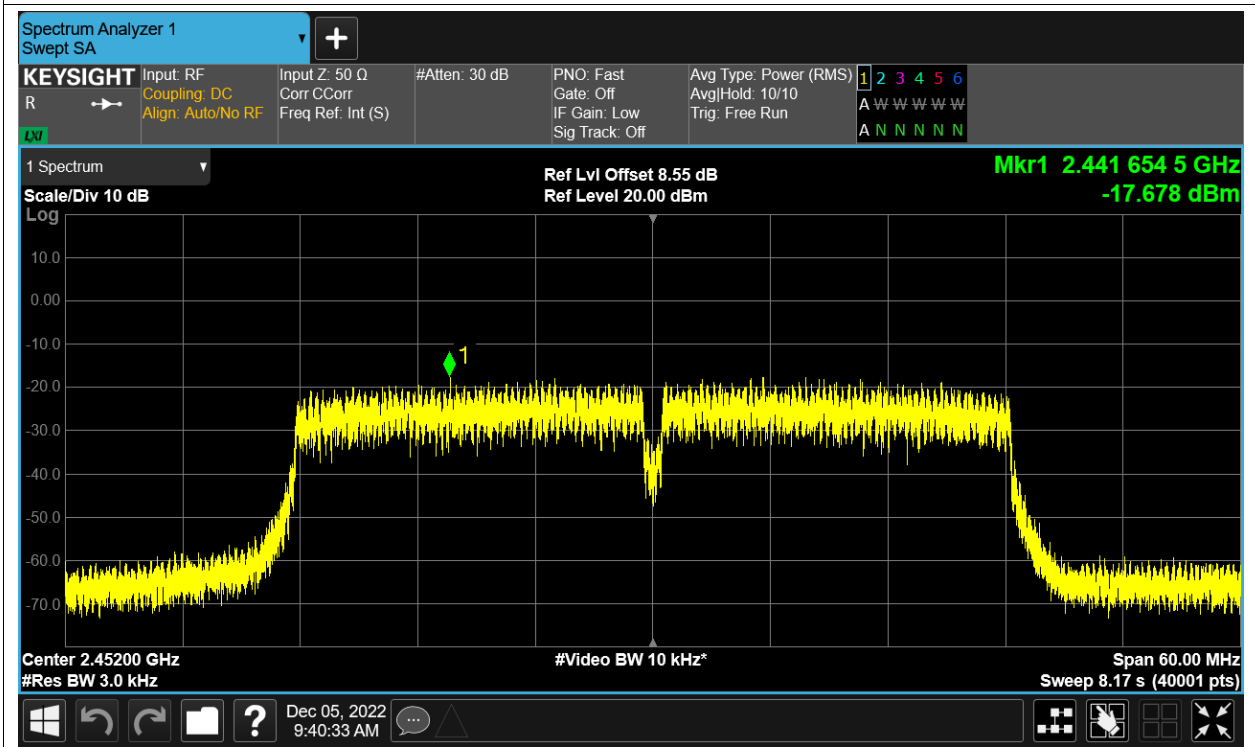 Spectrum Analyzer 1
Swept SA
+
KEYSIGHT
R
LXI
Input: RF
Coupling: DC
Align: Auto/No RF
Input Z: 50 Ω
Corr CCorr
Freq Ref: Int (S)
#Atten: 30 dB
PNO: Fast
Gate: Off
IF Gain: Low
Sig Track: Off
Avg Type: Power (RMS)
Avg|Hold: 10/10
Trig: Free Run
1 2 3 4 5 6
A W W W W W
A N N N N N
1 Spectrum
Scale/Div 10 dB
Log
Ref Lvl Offset 8.55 dB
Ref Level 20.00 dBm
Mkr1 2.441 654 5 GHz
-17.678 dBm
10.0
0.00
-10.0
1
-20.0
-30.0
-40.0
-50.0
-60.0
-70.0
Center 2.45200 GHz
#Res BW 3.0 kHz
#Video BW 10 kHz*
Span 60.00 MHz
Sweep 8.17 s (40001 pts)
?
Dec 05, 2022
9:40:33 AM